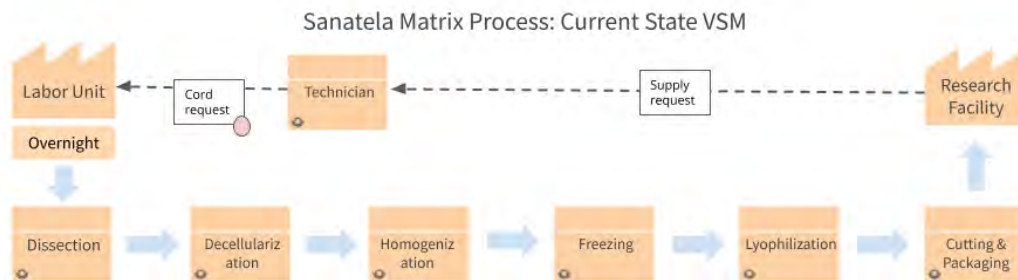 Sanatela Matrix Process: Current State VSM
Labor Unit
Cord
request
Technician
Supply
request
Research
Facility
Overnight
Dissection
Decellulariz
ation
Homogeniz
ation
Freezing
Lyophilization
Cutting &
Packaging